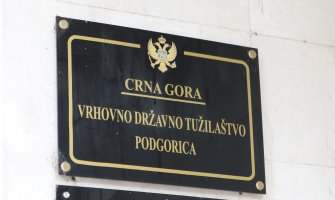 CRNA GORA
VRHOVNO DRŽAVNO TUŽILAŠTVO
PODGORICA